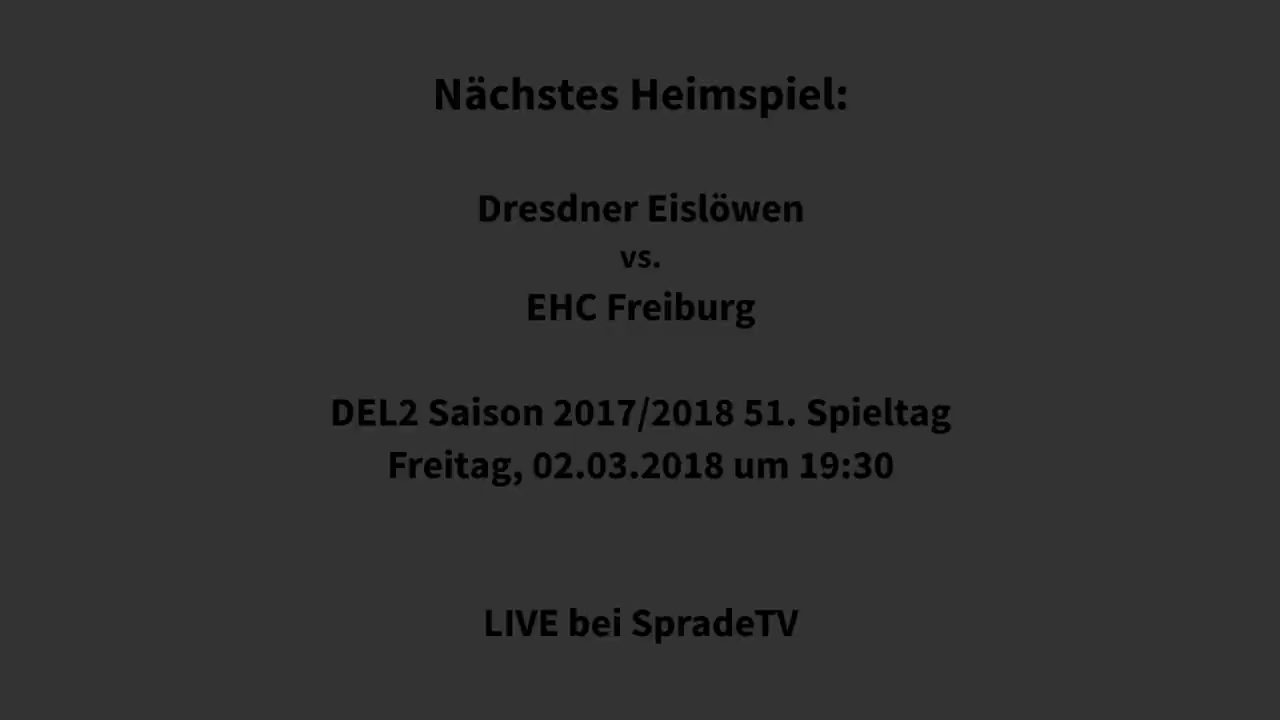 Nächstes Heimspiel:
Dresdner Eislöwen
vs.
EHC Freiburg
DEL2 Saison 2017/2018 51. Spieltag
Freitag, 02.03.2018 um 19:30
LIVE bei SpradeTV